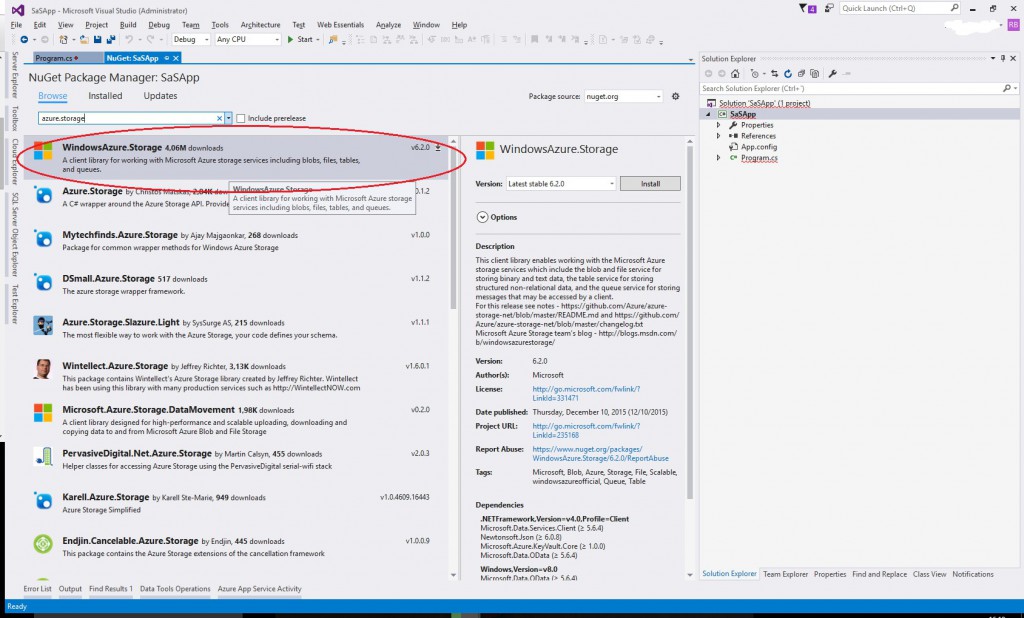 SaSApp - Microsoft Visual Studio (Administrator)
4
Quick Launch (Ctrl+Q)
File Edit View Project Build Debug Team Tools Architecture Test Web Essentials Analyze Window Help
RB
Debug Any CPU Start
Server Explorer
Toolbox
Cloud Explorer
SQL Server Object Explorer
Test Explorer
Program.cs NuGet: SaSApp
NuGet Package Manager: SaSApp
Browse Installed Updates
Package source: nuget.org
azure.storage
Include prerelease
WindowsAzure.Storage 4,06M downloads v6.2.0
A client library for working with Microsoft Azure storage services including blobs, files, tables,
and queues.
Azure.Storage by Christos Matskas, 2,04K
0.1.2
A C# wrapper around the Azure Storage API. Provide
WindowsAzure.Storage
A client library for working with Microsoft Azure storage
services including blobs, files, tables, and queues.
Mytechfinds.Azure.Storage by Ajay Majgaonkar, 268 downloads v1.0.0
Package for common wrapper methods for Windows Azure Storage
DSmall.Azure.Storage 517 downloads v1.1.2
The azure storage wrapper framework.
Azure.Storage.Slazure.Light by SysSurge AS, 215 downloads v1.1.1
The most flexible way to work with the Azure Storage, your code defines your schema.
Wintellect.Azure.Storage by Jeffrey Richter, 3,13K downloads v1.6.0.1
This package contains Wintellect's Azure Storage library created by Jeffrey Richter. Wintellect
has been using this library with many production services such as http://WintellectNOW.com
Microsoft.Azure.Storage.DataMovement 1,98K downloads v0.2.0
A client library designed for high-performance and scalable uploading, downloading and
copying data to and from Microsoft Azure Blob and File Storage
PervasiveDigital.Net.Azure.Storage by Martin Calsyn, 455 downloads v2.0.3
Helper classes for accessing Azure Storage using the PervasiveDigital serial-wifi stack
Karell.Azure.Storage by Karell Ste-Marie, 949 downloads v1.0.4609.16443
Azure Storage Simplified
Endjin.Cancelable.Azure.Storage by Endjin, 445 downloads v1.0.0.9
This package contains the Azure Storage extensions of the cancellation framework
WindowsAzure.Storage
Version: Latest stable 6.2.0 Install
Options
Description
This client library enables working with the Microsoft Azure
storage services which include the blob and file service for
storing binary and text data, the table service for storing
structured non-relational data, and the queue service for storing
messages that may be accessed by a client.
For this release see notes - https://github.com/Azure/azure-
storage-net/blob/master/README.md and https://github.com/
Azure/azure-storage-net/blob/master/changelog.txt
Microsoft Azure Storage team's blog - http://blogs.msdn.com/
b/windowsazurestorage/
Version: 6.2.0
Author(s): Microsoft
License: http://go.microsoft.com/fwlink/?
LinkId=331471
Date published: Thursday, December 10, 2015 (12/10/2015)
Project URL: http://go.microsoft.com/fwlink/?
LinkId=235168
Report Abuse: https://www.nuget.org/packages/
WindowsAzure.Storage/6.2.0/ReportAbuse
Tags: Microsoft, Blob, Azure, Storage, File, Scalable,
windowsazureofficial, Queue, Table
Dependencies
.NETFramework,Version=v4.0,Profile=Client
Microsoft.Data.Services.Client (≥ 5.6.4)
Newtonsoft.Json (≥ 6.0.8)
Microsoft.Azure.KeyVault.Core (≥ 1.0.0)
Microsoft.Data.OData (≥ 5.6.4)
Windows,Version=v8.0
Microsoft.Data.OData (≥ 5.6.4)
Solution Explorer
Search Solution Explorer (Ctrl+')
Solution 'SaSApp' (1 project)
SaSApp
Properties
References
App.config
Program.cs
Solution Explorer Team Explorer Properties Find and Replace Class View Notifications
Error List Output Find Results 1 Data Tools Operations Azure App Service Activity
Ready